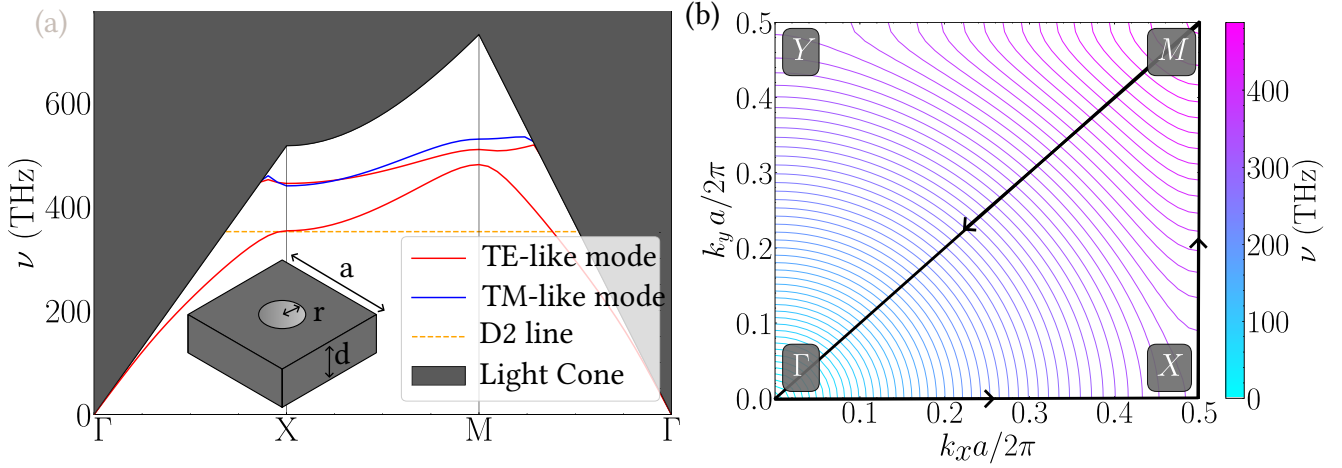 (a)
600
400
200
0
ν (THz)
Γ
X
M
Γ
a
r
d
TE-like mode
TM-like mode
D2 line
Light Cone
(b)
0.5
0.4
0.3
0.2
0.1
0.0
k_y a/2π
Y
M
Γ
X
0.1
0.2
0.3
0.4
0.5
k_x a/2π
400
300
200
100
0
ν (THz)